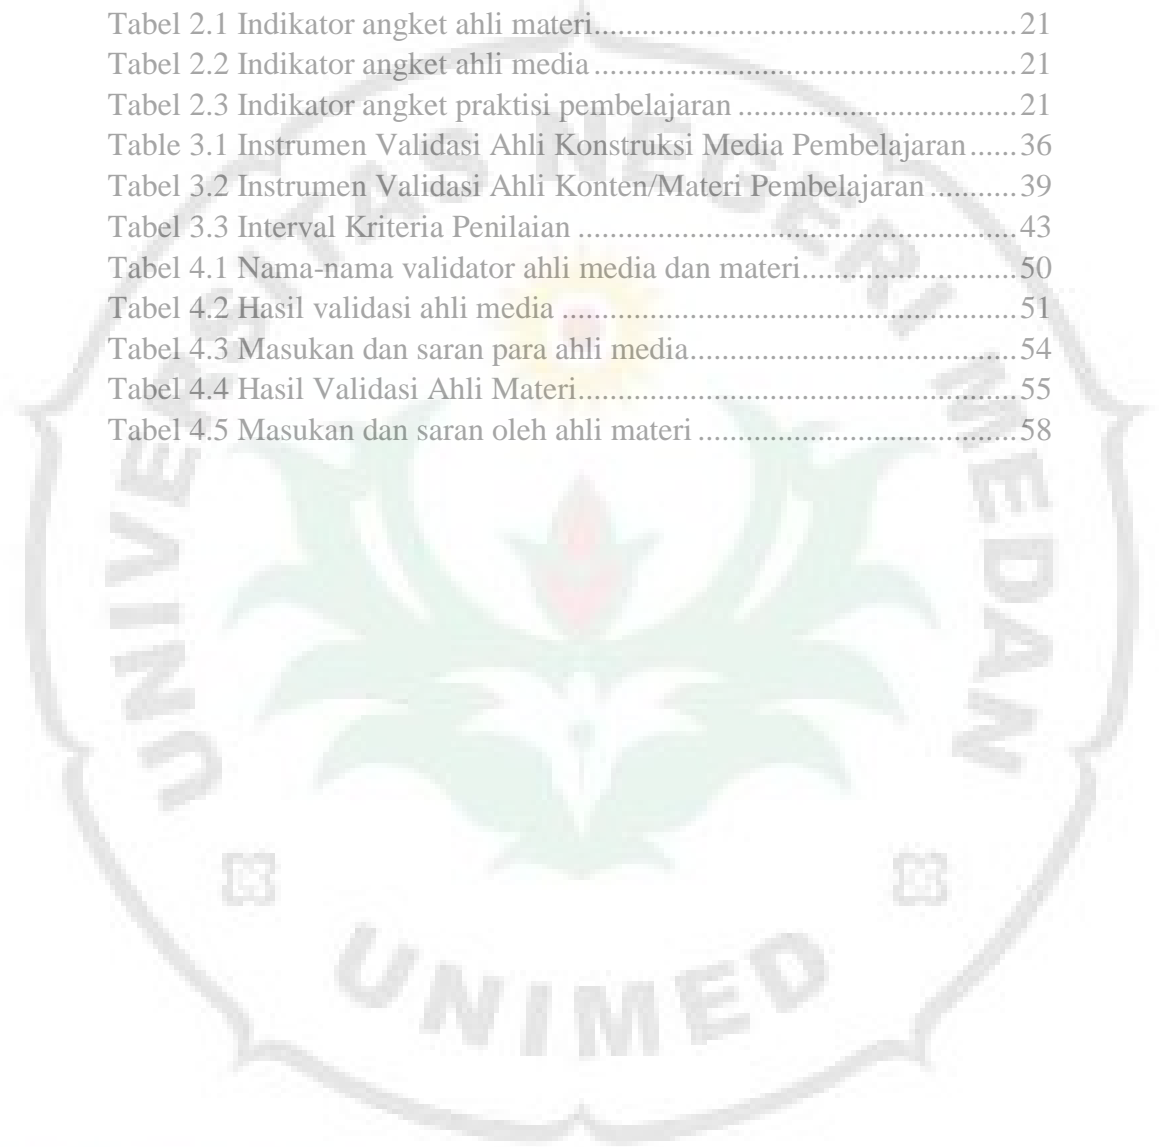 Tabel 2.1 Indikator angket ahli materi.....................................................21
Tabel 2.2 Indikator angket ahli media .....................................................21
Tabel 2.3 Indikator angket praktisi pembelajaran ...................................21
Table 3.1 Instrumen Validasi Ahli Konstruksi Media Pembelajaran......36
Tabel 3.2 Instrumen Validasi Ahli Konten/Materi Pembelajaran ...........39
Tabel 3.3 Interval Kriteria Penilaian .......................................................43
Tabel 4.1 Nama-nama validator ahli media dan materi...........................50
Tabel 4.2 Hasil validasi ahli media .........................................................51
Tabel 4.3 Masukan dan saran para ahli media.........................................54
Tabel 4.4 Hasil Validasi Ahli Materi.......................................................55
Tabel 4.5 Masukan dan saran oleh ahli materi ........................................58
UNIVERSITAS NEGERI MEDAN
UNIMED